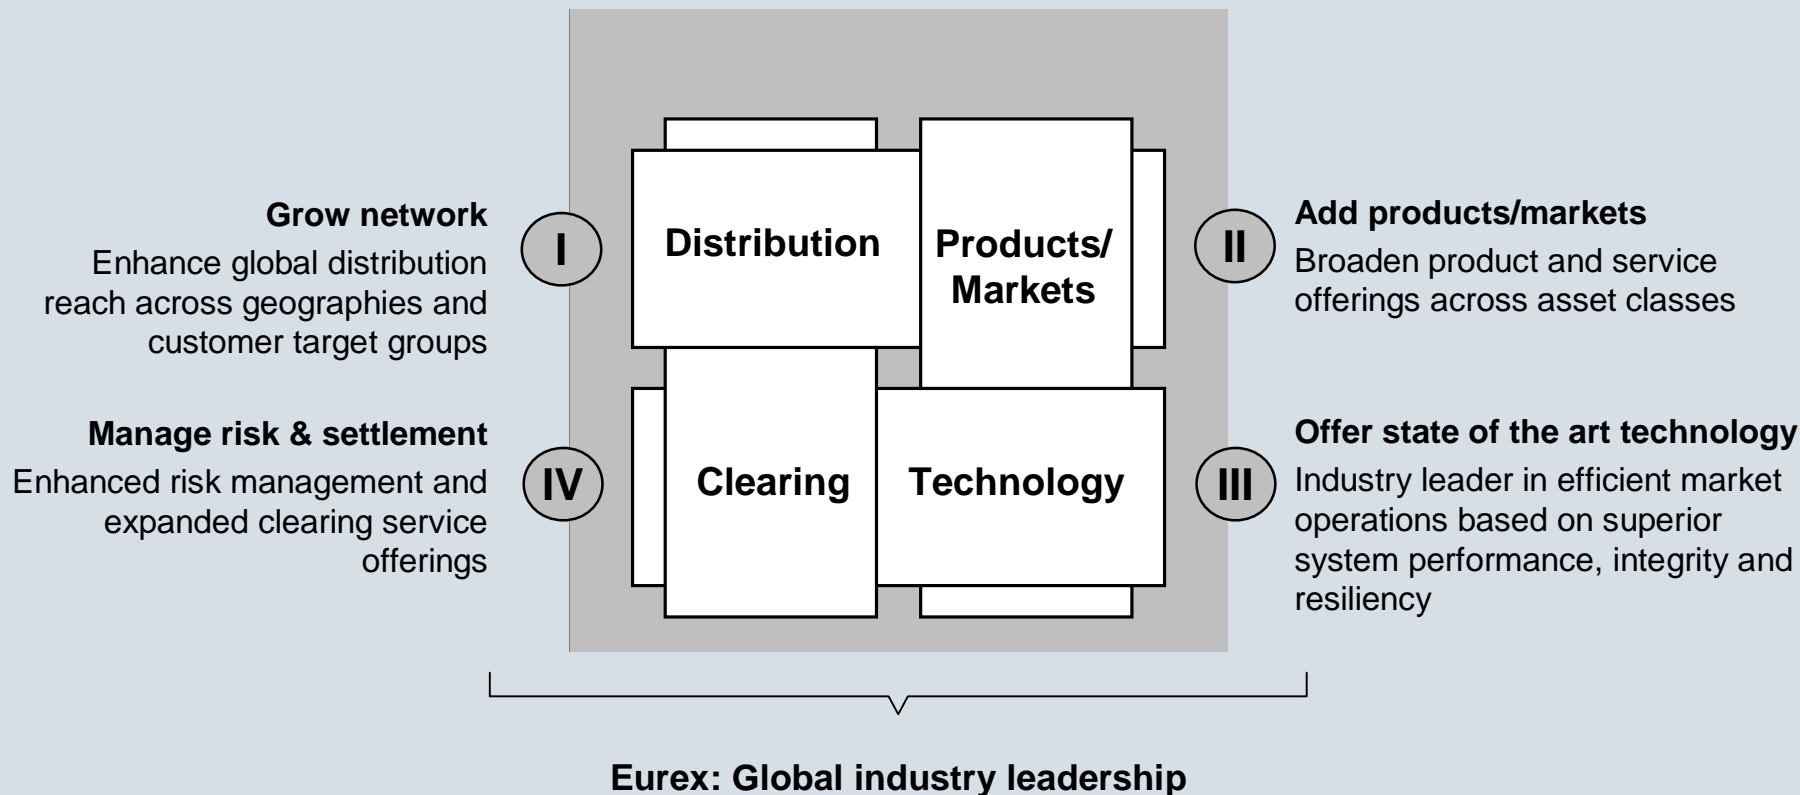 Grow network
Enhance global distribution
reach across geographies and
customer target groups
I
Distribution
Products/
Markets
II
Add products/markets
Broaden product and service
offerings across asset classes
Manage risk & settlement
Enhanced risk management and
expanded clearing service
offerings
IV
Clearing
Technology
III
Offer state of the art technology
Industry leader in efficient market
operations based on superior
system performance, integrity and
resiliency
Eurex: Global industry leadership